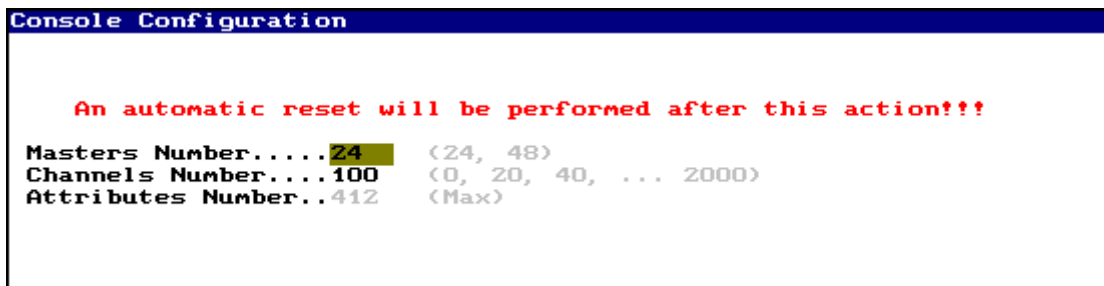 Console Configuration
An automatic reset will be performed after this action!!!
Masters Number.....24 (24, 48)
Channels Number....100 (0, 20, 40, ... 2000)
Attributes Number..412 (Max)